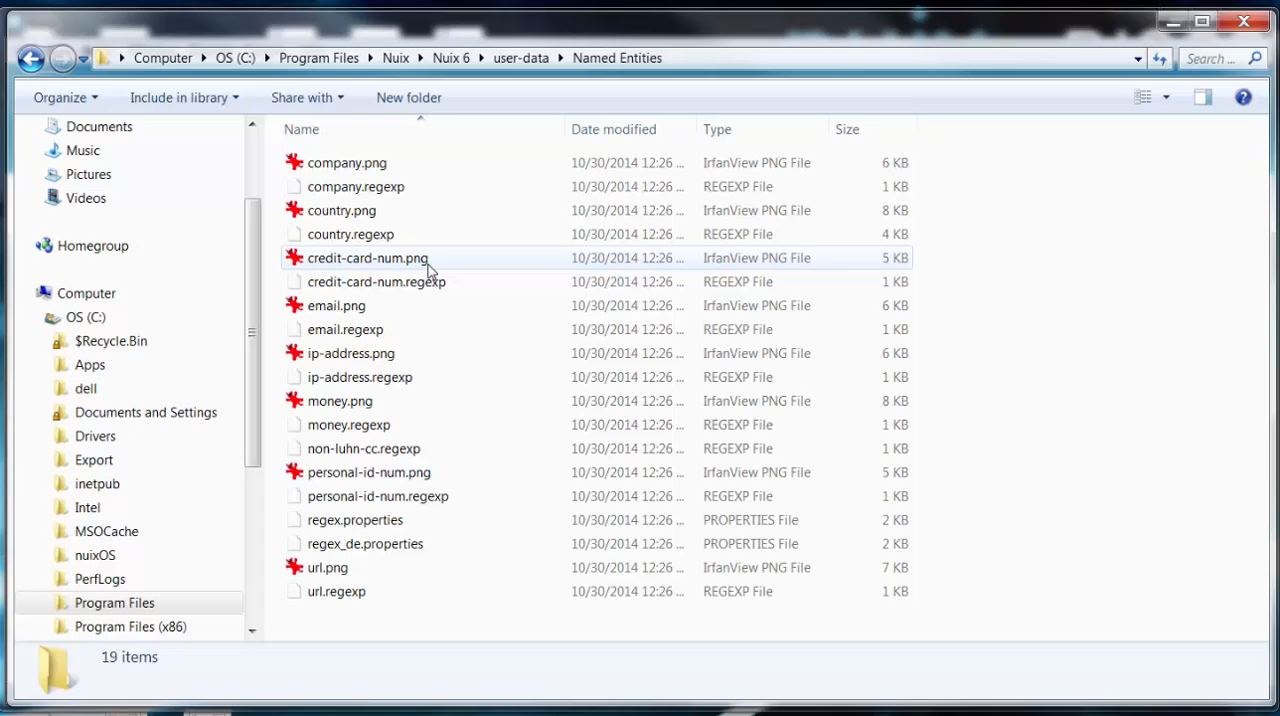 Computer OS (C:) Program Files Nuix Nuix 6 user-data Named Entities Search ...
Organize Include in library Share with New folder
Documents
Music
Pictures
Videos
Homegroup
Computer
OS (C:)
$Recycle.Bin
Apps
dell
Documents and Settings
Drivers
Export
inetpub
Intel
MSOCache
nuixOS
PerfLogs
Program Files
Program Files (x86)
Name Date modified Type Size
company.png 10/30/2014 12:26 ... IrfanView PNG File 6 KB
company.regexp 10/30/2014 12:26 ... REGEXP File 1 KB
country.png 10/30/2014 12:26 ... IrfanView PNG File 8 KB
country.regexp 10/30/2014 12:26 ... REGEXP File 4 KB
credit-card-num.png 10/30/2014 12:26 ... IrfanView PNG File 5 KB
credit-card-num.regexp 10/30/2014 12:26 ... REGEXP File 1 KB
email.png 10/30/2014 12:26 ... IrfanView PNG File 6 KB
email.regexp 10/30/2014 12:26 ... REGEXP File 1 KB
ip-address.png 10/30/2014 12:26 ... IrfanView PNG File 6 KB
ip-address.regexp 10/30/2014 12:26 ... REGEXP File 1 KB
money.png 10/30/2014 12:26 ... IrfanView PNG File 8 KB
money.regexp 10/30/2014 12:26 ... REGEXP File 1 KB
non-luhn-cc.regexp 10/30/2014 12:26 ... REGEXP File 1 KB
personal-id-num.png 10/30/2014 12:26 ... IrfanView PNG File 5 KB
personal-id-num.regexp 10/30/2014 12:26 ... REGEXP File 1 KB
regex.properties 10/30/2014 12:26 ... PROPERTIES File 2 KB
regex_de.properties 10/30/2014 12:26 ... PROPERTIES File 2 KB
url.png 10/30/2014 12:26 ... IrfanView PNG File 7 KB
url.regexp 10/30/2014 12:26 ... REGEXP File 1 KB
19 items